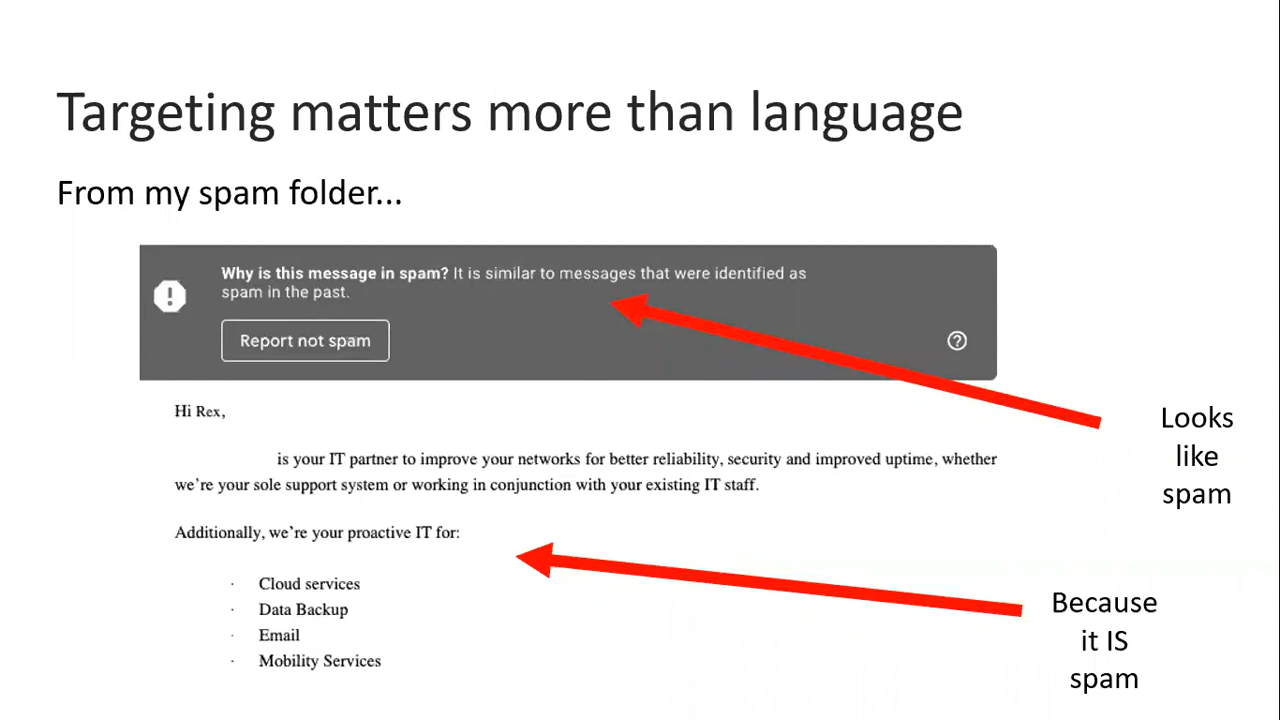 Targeting matters more than language
From my spam folder...
Why is this message in spam? It is similar to messages that were identified as
spam in the past.
Report not spam
Hi Rex,
is your IT partner to improve your networks for better reliability, security and improved uptime, whether
we're your sole support system or working in conjunction with your existing IT staff.
Additionally, we're your proactive IT for:
· Cloud services
· Data Backup
· Email
· Mobility Services
Looks
like
spam
Because
it IS
spam